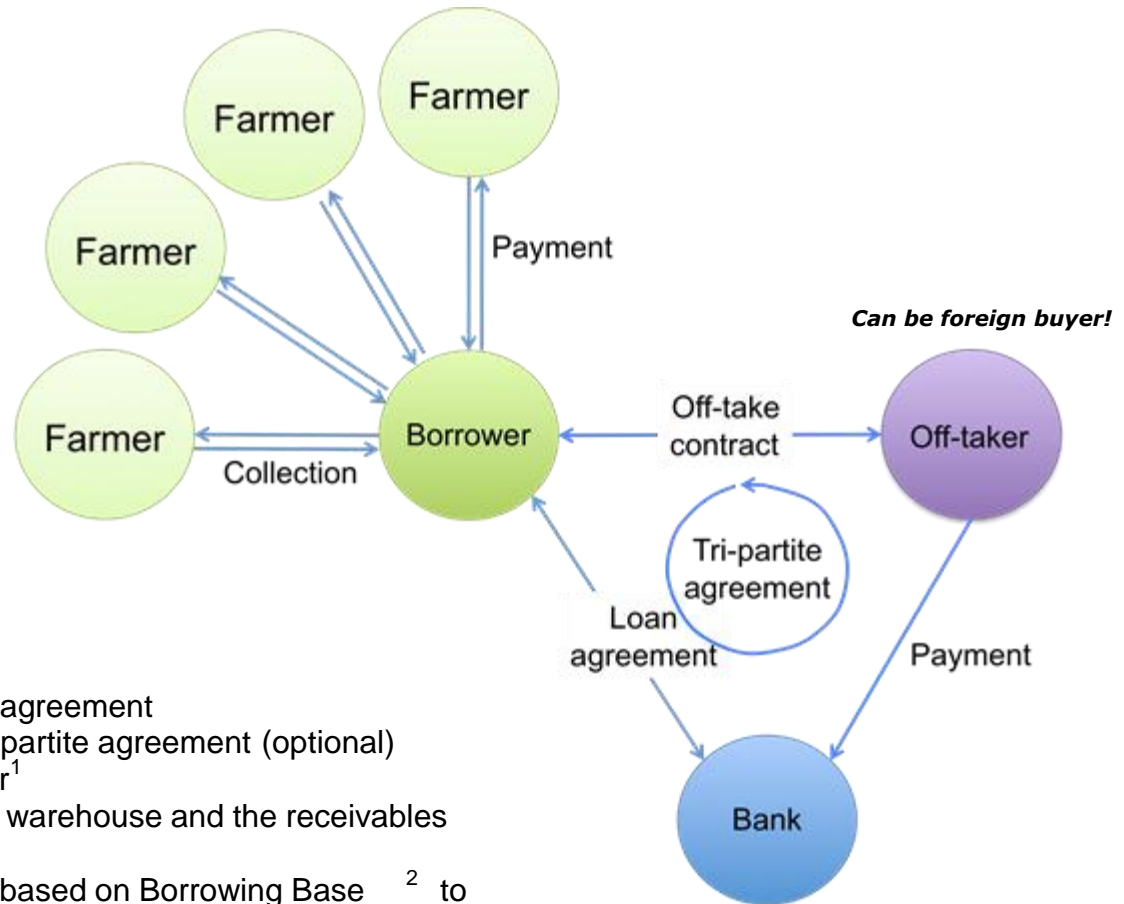 Farmer
Farmer
Farmer
Payment
Can be foreign buyer!
Farmer
Collection
Borrower
Off-take
contract
Off-taker
Tri-partite
agreement
Loan
agreement
Payment
Bank
agreement
partite agreement (optional)
r1
warehouse and the receivables
based on Borrowing Base 2 to